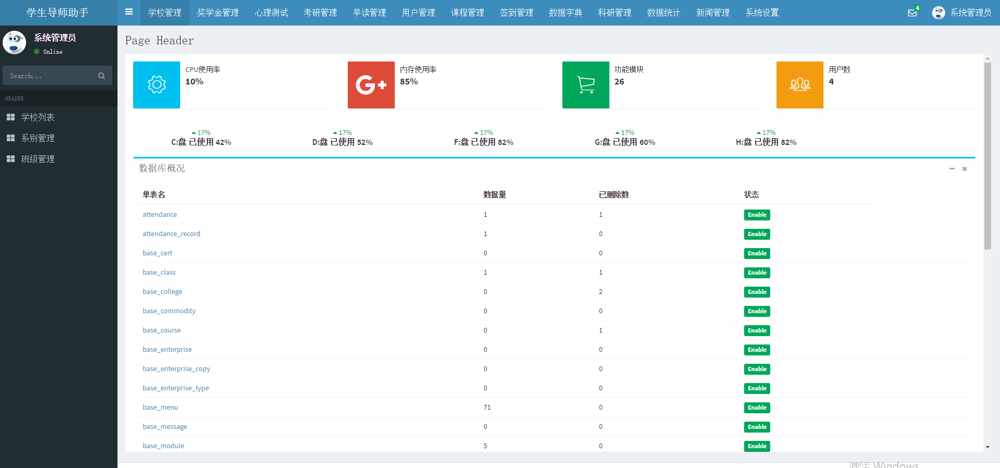 学生导师助手 学校管理 奖学金管理 心理测试 考研管理 早读管理 用户管理 课程管理 签到管理 数据字典 科研管理 数据统计 新闻管理 系统设置 4 系统管理员
系统管理员
Online
Search...
HEADER
学校列表
系别管理
班级管理
Page Header
CPU使用率
10%
G+
内存使用率
85%
功能模块
26
用户数
4
17% 17% 17% 17% 17%
C:盘 已使用 42% D:盘 已使用 52% F:盘 已使用 82% G:盘 已使用 60% H:盘 已使用 82%
数据库概况
单表名 数据量 已删除数 状态
attendance 1 1 Enable
attendance_record 1 0 Enable
base_cert 0 0 Enable
base_class 1 1 Enable
base_college 0 2 Enable
base_commodity 0 0 Enable
base_course 0 1 Enable
base_enterprise 0 0 Enable
base_enterprise_copy 0 0 Enable
base_enterprise_type 0 0 Enable
base_menu 71 0 Enable
base_message 0 0 Enable
base_module 5 0 Enable
激活 Windows